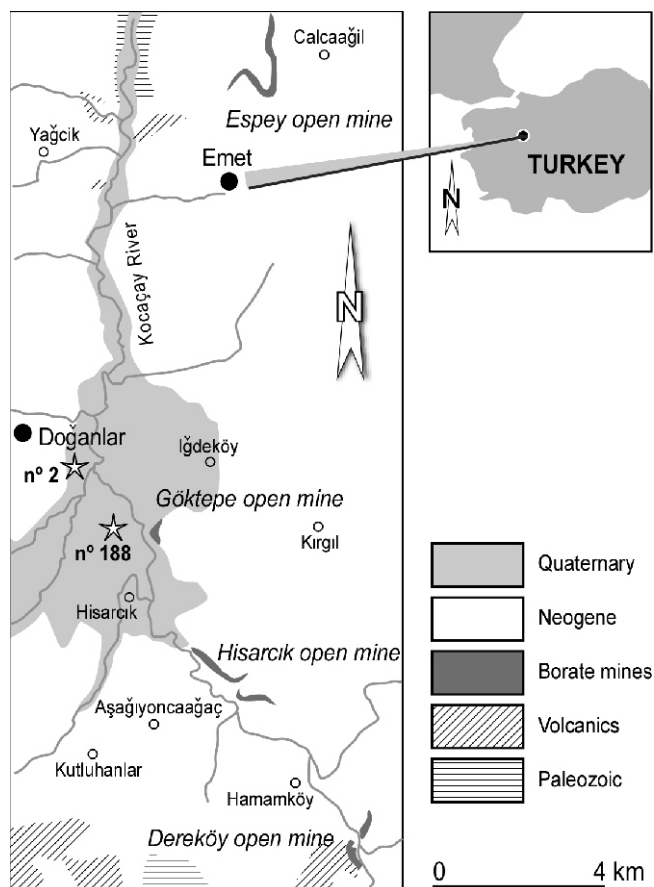 Calcaağil
Espey open mine
Yağcik
Emet
TURKEY
N
Kocaçay River
N
Doğanlar
Iğdeköy
nº 2
Göktepe open mine
Kırgıl
nº 188
Hisarcık
Hisarcık open mine
Aşağıyoncaağaç
Kutluhanlar
Hamamköy
Dereköy open mine
Quaternary
Neogene
Borate mines
Volcanics
Paleozoic
0 4 km